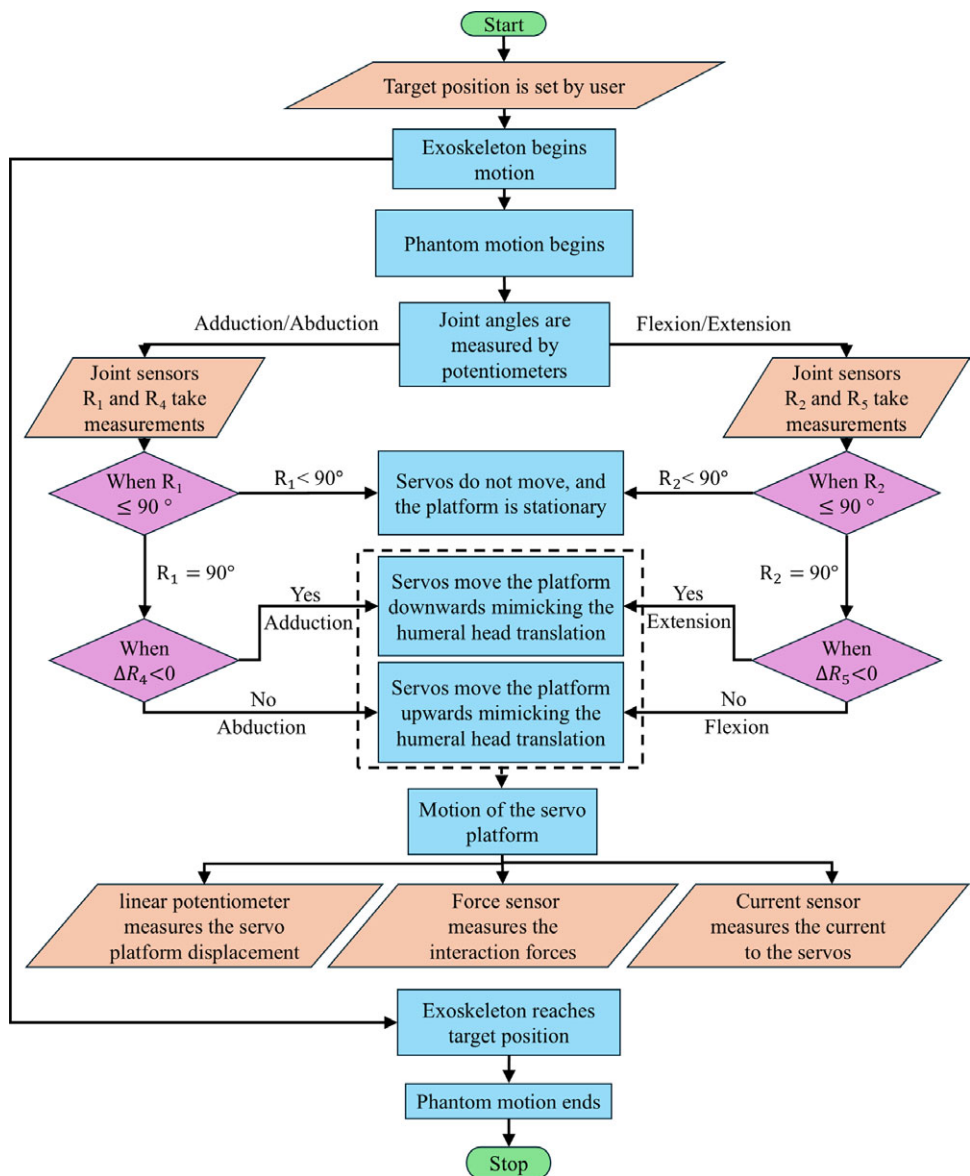 Start
Target position is set by user
Exoskeleton begins
motion
Phantom motion begins
Joint angles are
measured by
potentiometers
Adduction/Abduction
Flexion/Extension
Joint sensors
R₁ and R₄ take
measurements
Joint sensors
R₂ and R₅ take
measurements
When R₁
≤ 90 °
R₁< 90°
Servos do not move, and
the platform is stationary
R₂< 90°
When R₂
≤ 90 °
R₁ = 90°
R₂ = 90°
When
ΔR₄<0
Yes
Adduction
Servos move the platform
downwards mimicking the
humeral head translation
Yes
Extension
When
ΔR₅<0
No
Abduction
Servos move the platform
upwards mimicking the
humeral head translation
No
Flexion
Motion of the servo
platform
linear potentiometer
measures the servo
platform displacement
Force sensor
measures the
interaction forces
Current sensor
measures the current
to the servos
Exoskeleton reaches
target position
Phantom motion ends
Stop